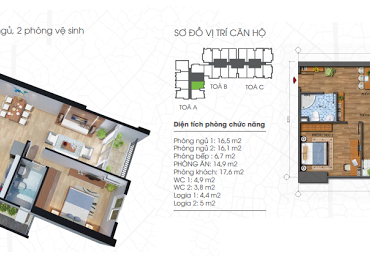 ngủ, 2 phòng vệ sinh
SƠ ĐỒ VỊ TRÍ CĂN HỘ
TOÀ A
TOÀ B
TOÀ C
Diện tích phòng chức năng
Phòng ngủ 1: 16,5 m2
Phòng ngủ 2: 16,1 m2
Phòng bếp : 6,7 m2
PHÒNG ĂN: 14,9 m2
Phòng khách: 17,6 m2
WC 1: 4,9 m2
WC 2: 3,8 m2
Logia 1: 4,4 m2
Logia 2: 5 m2